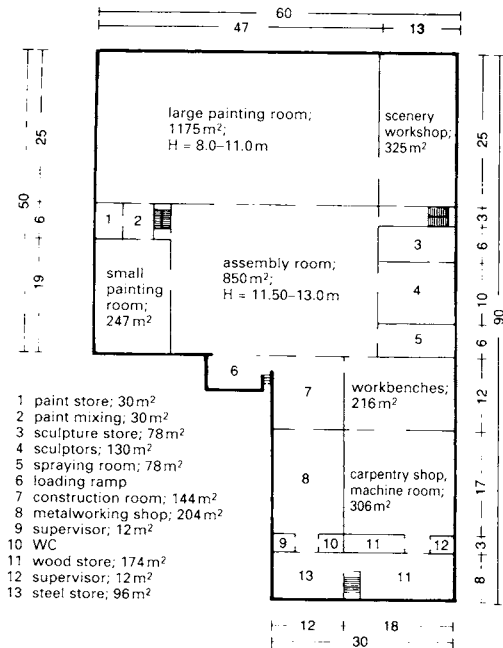 60
47
13
large painting room;
1175 m²;
H = 8.0–11.0 m
scenery
workshop;
325 m²
25
50
6
19
25
3
6
10
6
12
17
3
8
90
1
2
3
4
5
small
painting
room;
247 m²
assembly room;
850 m²;
H = 11.50–13.0 m
6
7
workbenches;
216 m²
8
carpentry shop,
machine room;
306 m²
9
10
11
12
13
11
1 paint store; 30 m²
2 paint mixing; 30 m²
3 sculpture store; 78 m²
4 sculptors; 130 m²
5 spraying room; 78 m²
6 loading ramp
7 construction room; 144 m²
8 metalworking shop; 204 m²
9 supervisor; 12 m²
10 WC
11 wood store; 174 m²
12 supervisor; 12 m²
13 steel store; 96 m²
12
18
30